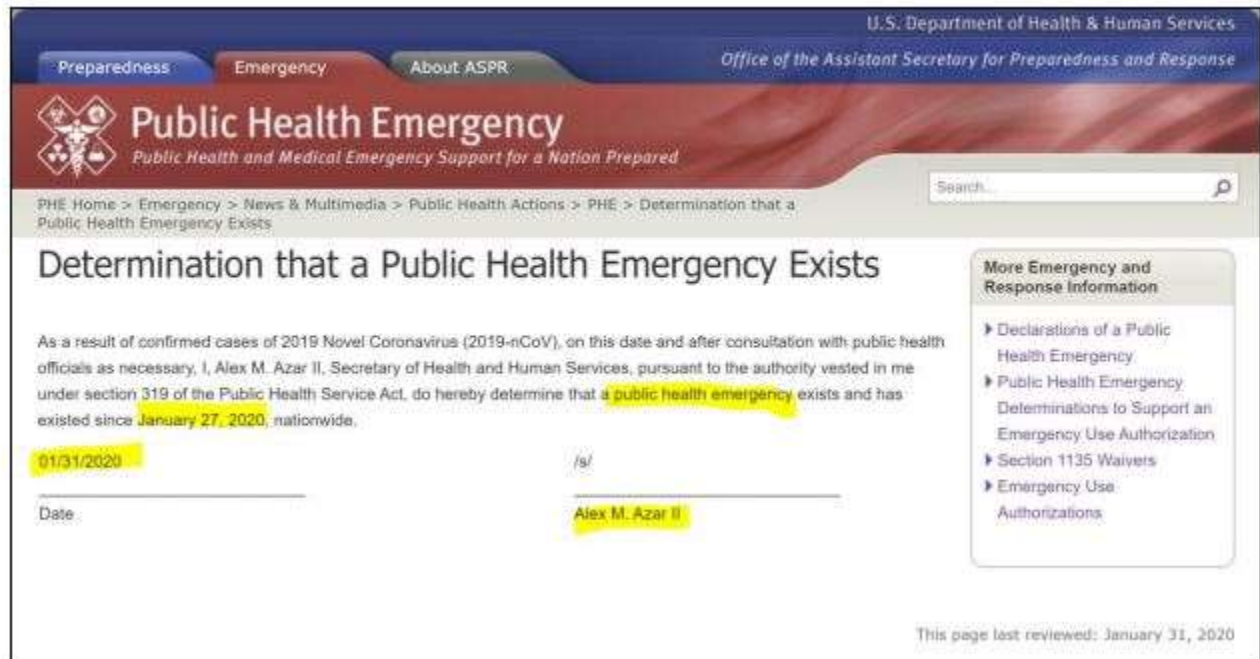 U.S. Department of Health & Human Services
Preparedness
Emergency
About ASPR
Office of the Assistant Secretary for Preparedness and Response
Public Health Emergency
Public Health and Medical Emergency Support for a Nation Prepared
Search...
PHE Home > Emergency > News & Multimedia > Public Health Actions > PHE > Determination that a
Public Health Emergency Exists
Determination that a Public Health Emergency Exists
As a result of confirmed cases of 2019 Novel Coronavirus (2019-nCoV), on this date and after consultation with public health
officials as necessary, I, Alex M. Azar II, Secretary of Health and Human Services, pursuant to the authority vested in me
under section 319 of the Public Health Service Act, do hereby determine that a public health emergency exists and has
existed since January 27, 2020, nationwide.
01/31/2020
/s/
Date
Alex M. Azar II
More Emergency and
Response Information
Declarations of a Public
Health Emergency
Public Health Emergency
Determinations to Support an
Emergency Use Authorization
Section 1135 Waivers
Emergency Use
Authorizations
This page last reviewed: January 31, 2020